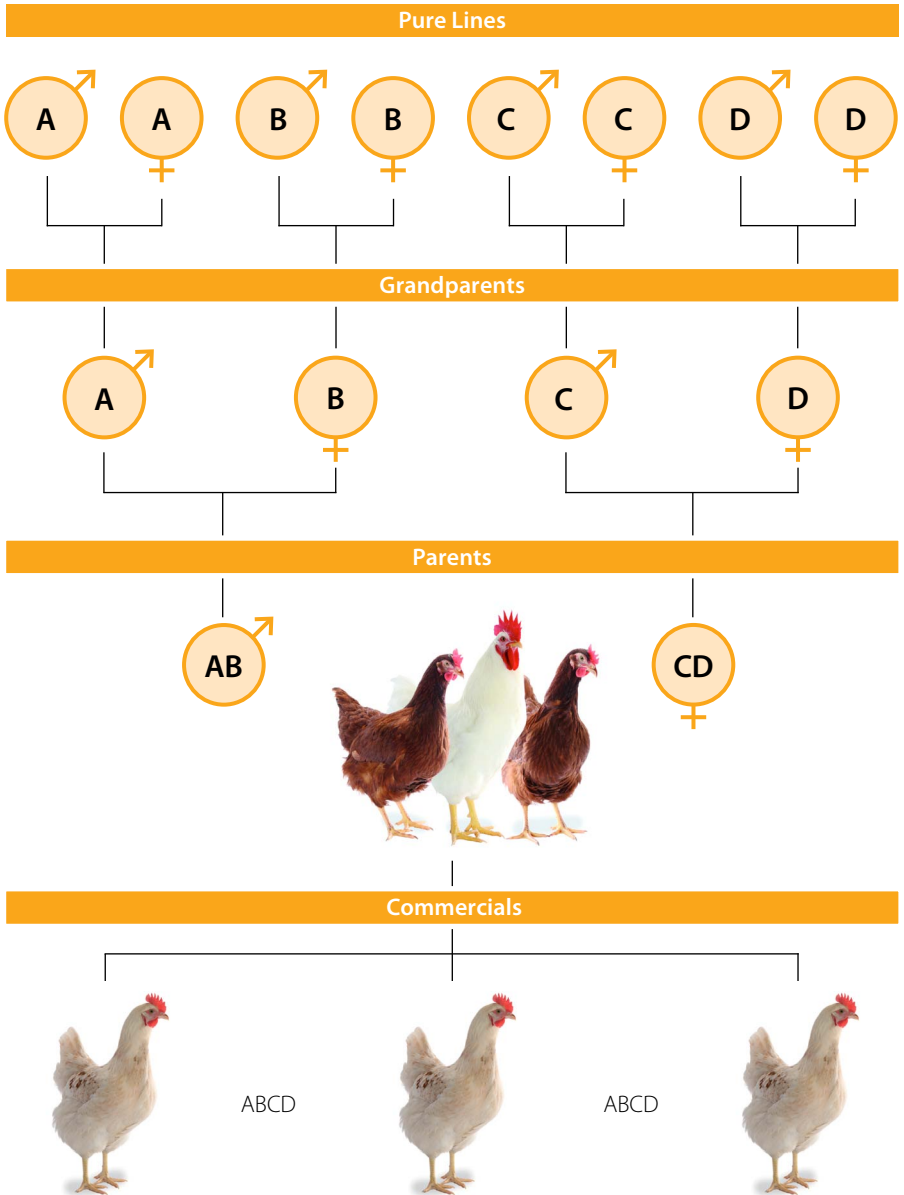 Pure Lines
A A B B C C D D
Grandparents
A B C D
Parents
AB CD
Commercials
ABCD ABCD